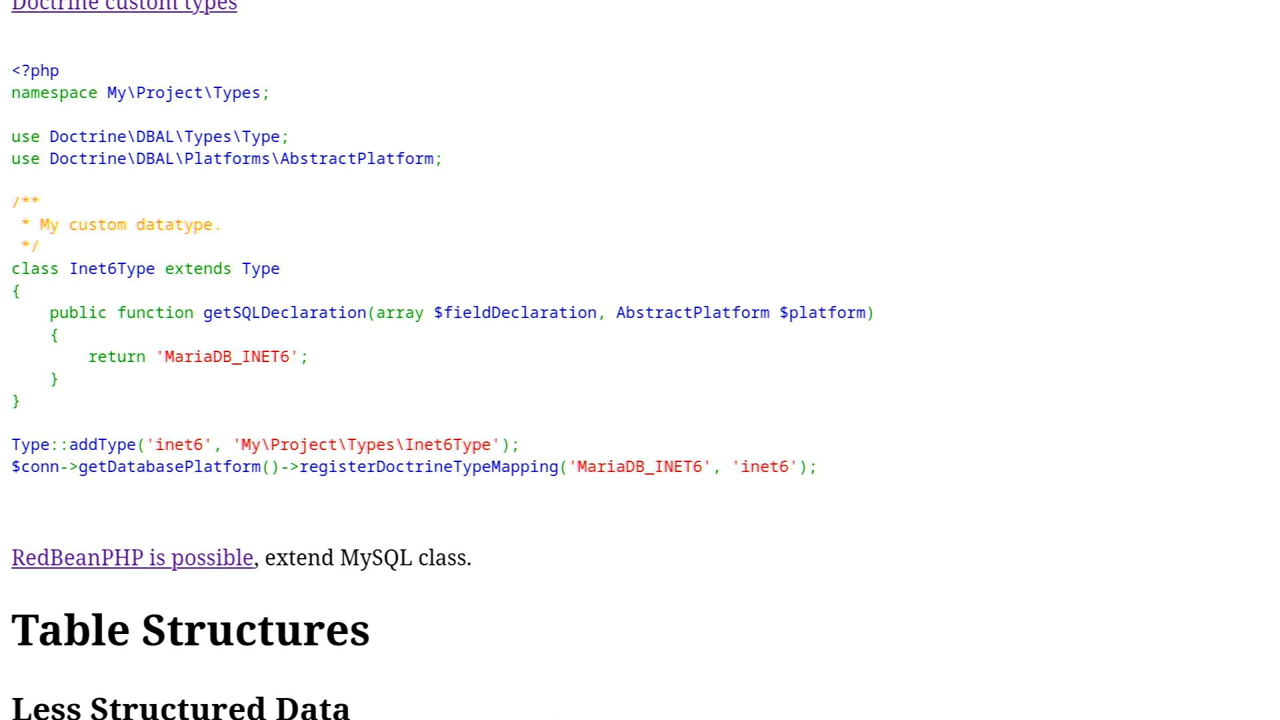 Doctrine custom types
<?php
namespace My\Project\Types;
use Doctrine\DBAL\Types\Type;
use Doctrine\DBAL\Platforms\AbstractPlatform;
/**
 * My custom datatype.
 */
class Inet6Type extends Type
{
    public function getSQLDeclaration(array $fieldDeclaration, AbstractPlatform $platform)
    {
        return 'MariaDB_INET6';
    }
}
Type::addType('inet6', 'My\Project\Types\Inet6Type');
$conn->getDatabasePlatform()->registerDoctrineTypeMapping('MariaDB_INET6', 'inet6');
RedBeanPHP is possible, extend MySQL class.
Table Structures
Less Structured Data